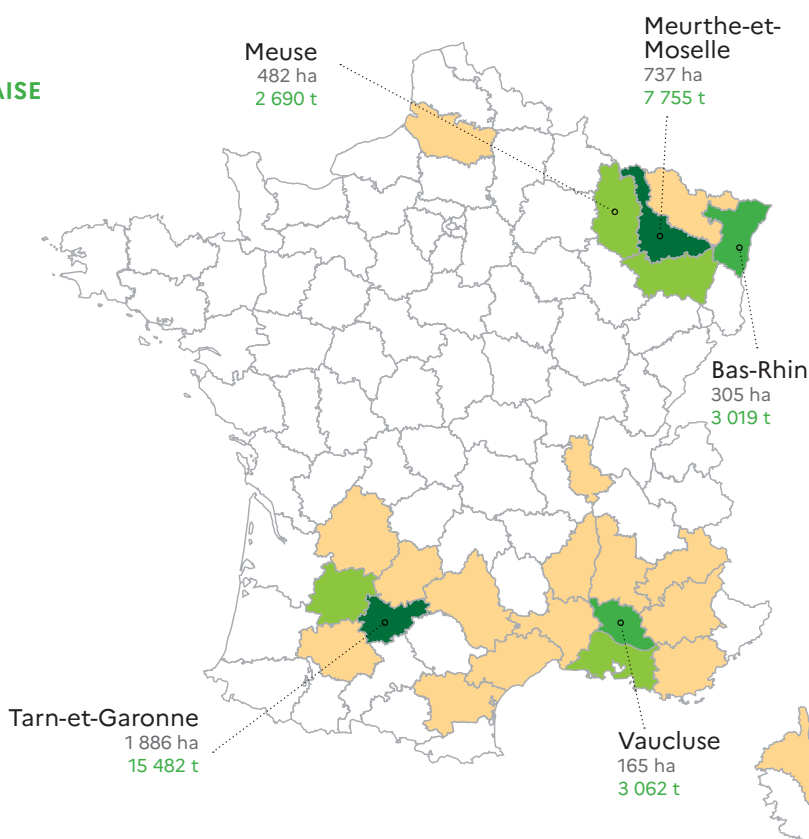 AISE
Meuse
482 ha
2 690 t
Meurthe-et-
Moselle
737 ha
7 755 t
Bas-Rhin
305 ha
3 019 t
Tarn-et-Garonne
1 886 ha
15 482 t
Vaucluse
165 ha
3 062 t